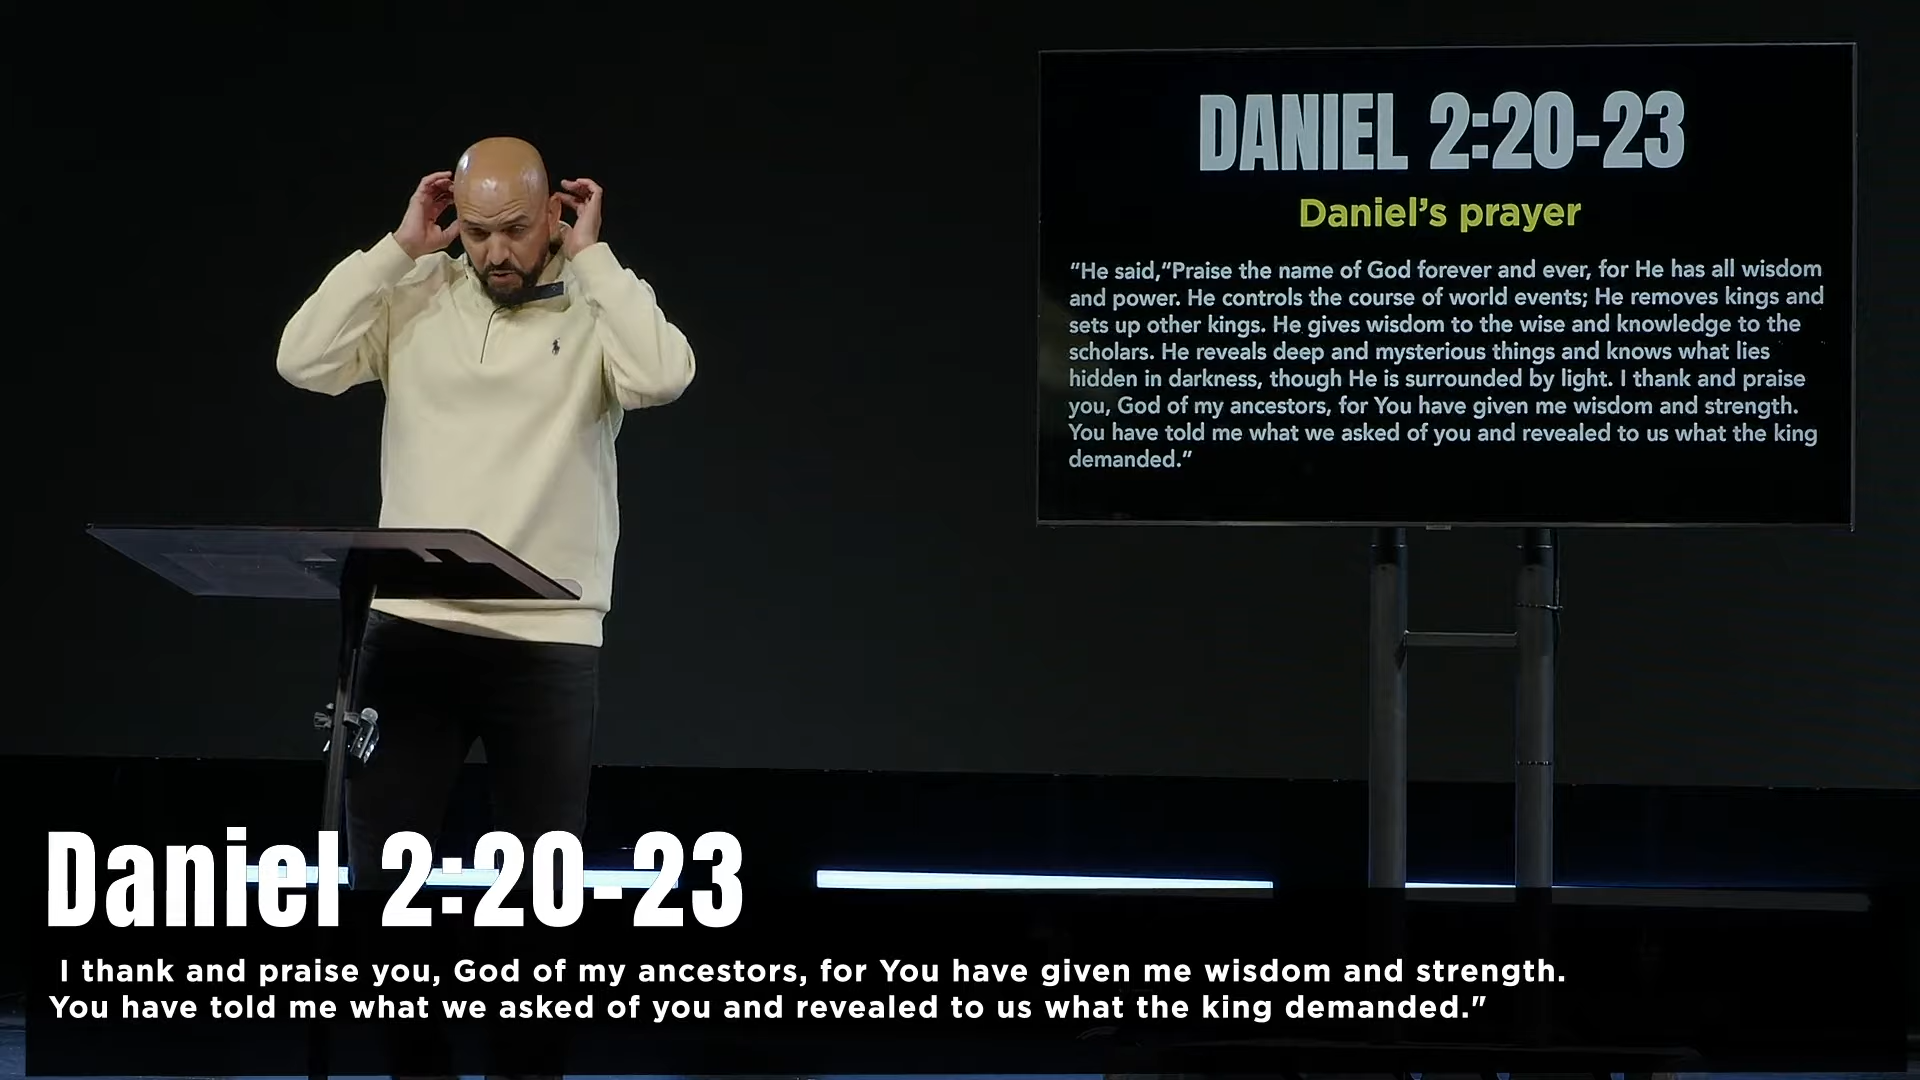 DANIEL 2:20-23
Daniel's prayer
"He said,"Praise the name of God forever and ever, for He has all wisdom
and power. He controls the course of world events; He removes kings and
sets up other kings. He gives wisdom to the wise and knowledge to the
scholars. He reveals deep and mysterious things and knows what lies
hidden in darkness, though He is surrounded by light. I thank and praise
you, God of my ancestors, for You have given me wisdom and strength.
You have told me what we asked of you and revealed to us what the king
demanded."
Daniel 2:20-23
I thank and praise you, God of my ancestors, for You have given me wisdom and strength.
You have told me what we asked of you and revealed to us what the king demanded."